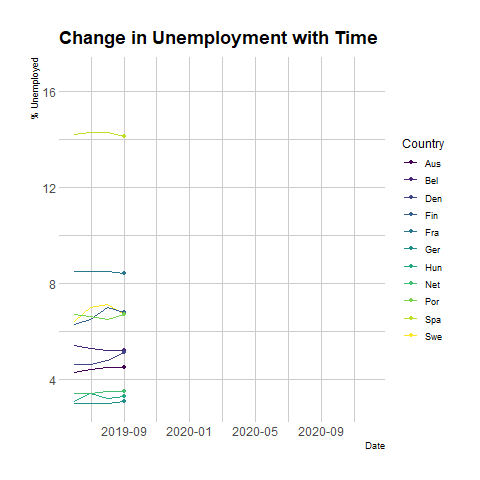 Change in Unemployment with Time
% Unemployed
16
12
8
4
2019-09 2020-01 2020-05 2020-09
Date
Country
Aus
Bel
Den
Fin
Fra
Ger
Hun
Net
Por
Spa
Swe